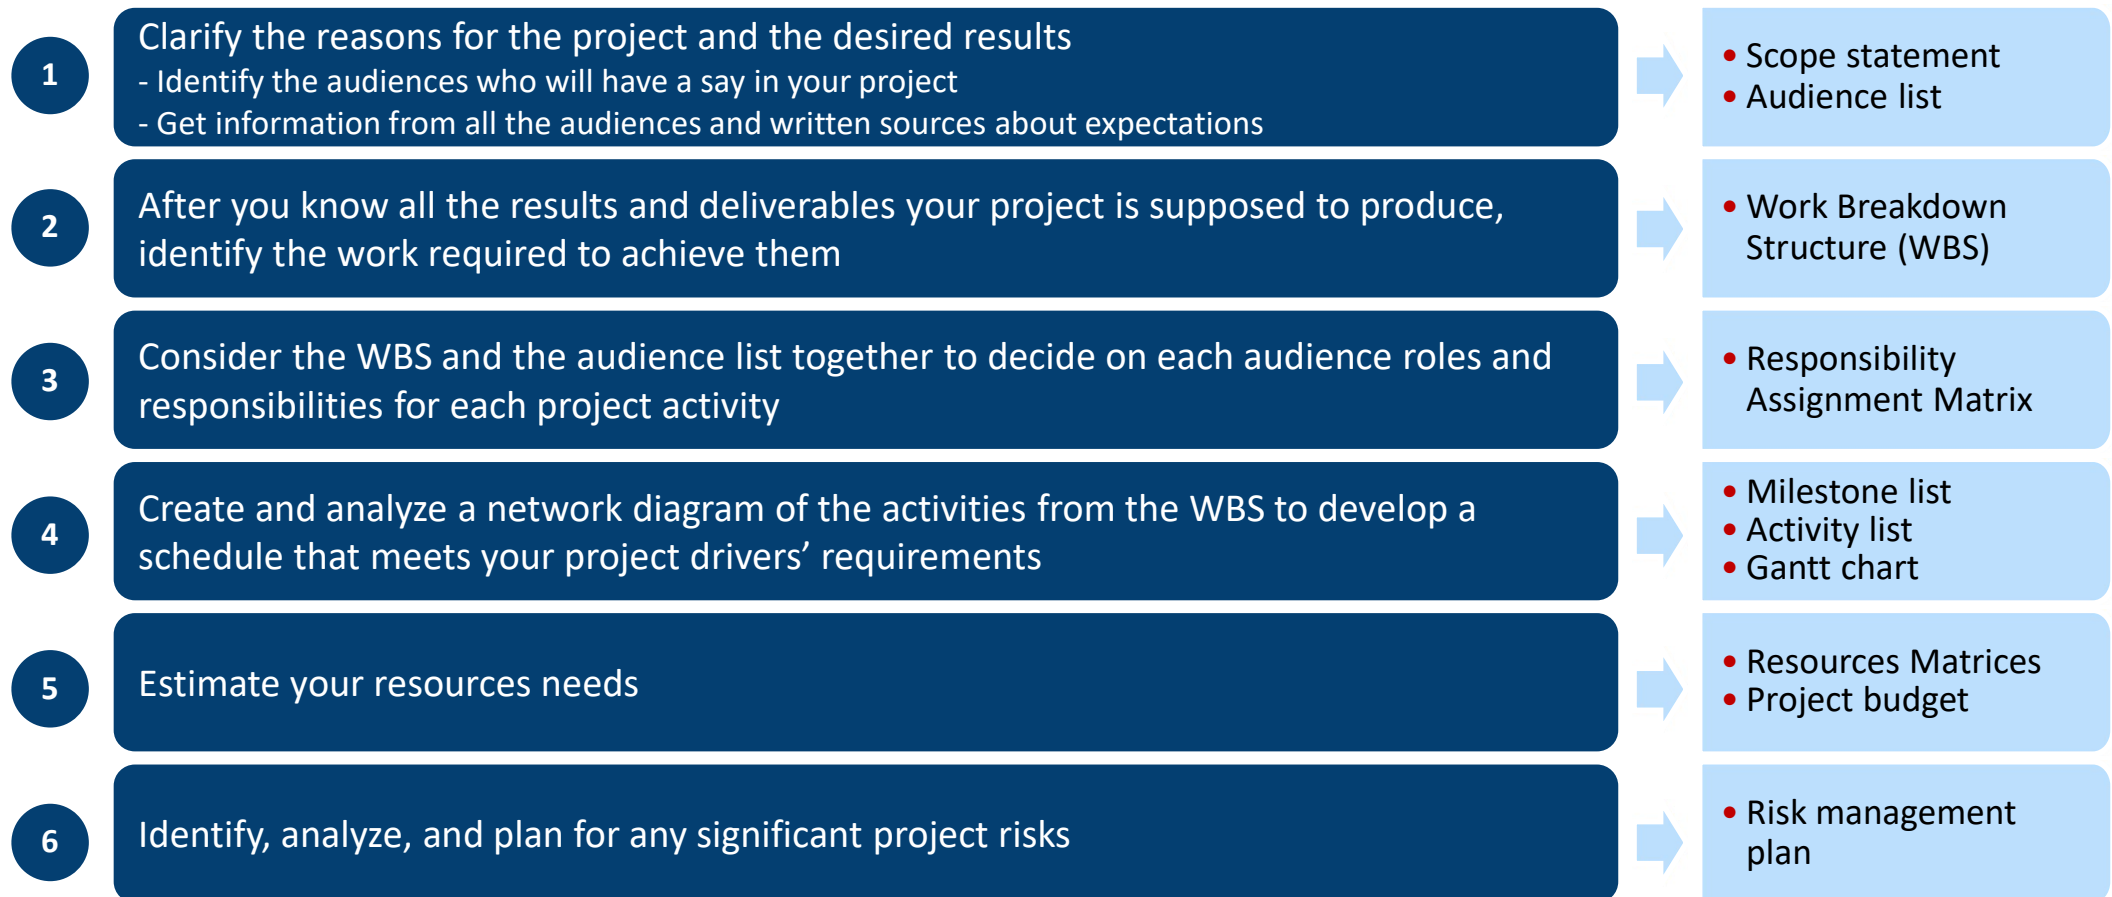 1
Clarify the reasons for the project and the desired results
- Identify the audiences who will have a say in your project
- Get information from all the audiences and written sources about expectations
• Scope statement
• Audience list
2
After you know all the results and deliverables your project is supposed to produce,
identify the work required to achieve them
• Work Breakdown
Structure (WBS)
3
Consider the WBS and the audience list together to decide on each audience roles and
responsibilities for each project activity
• Responsibility
Assignment Matrix
4
Create and analyze a network diagram of the activities from the WBS to develop a
schedule that meets your project drivers’ requirements
• Milestone list
• Activity list
• Gantt chart
5
Estimate your resources needs
• Resources Matrices
• Project budget
6
Identify, analyze, and plan for any significant project risks
• Risk management
plan